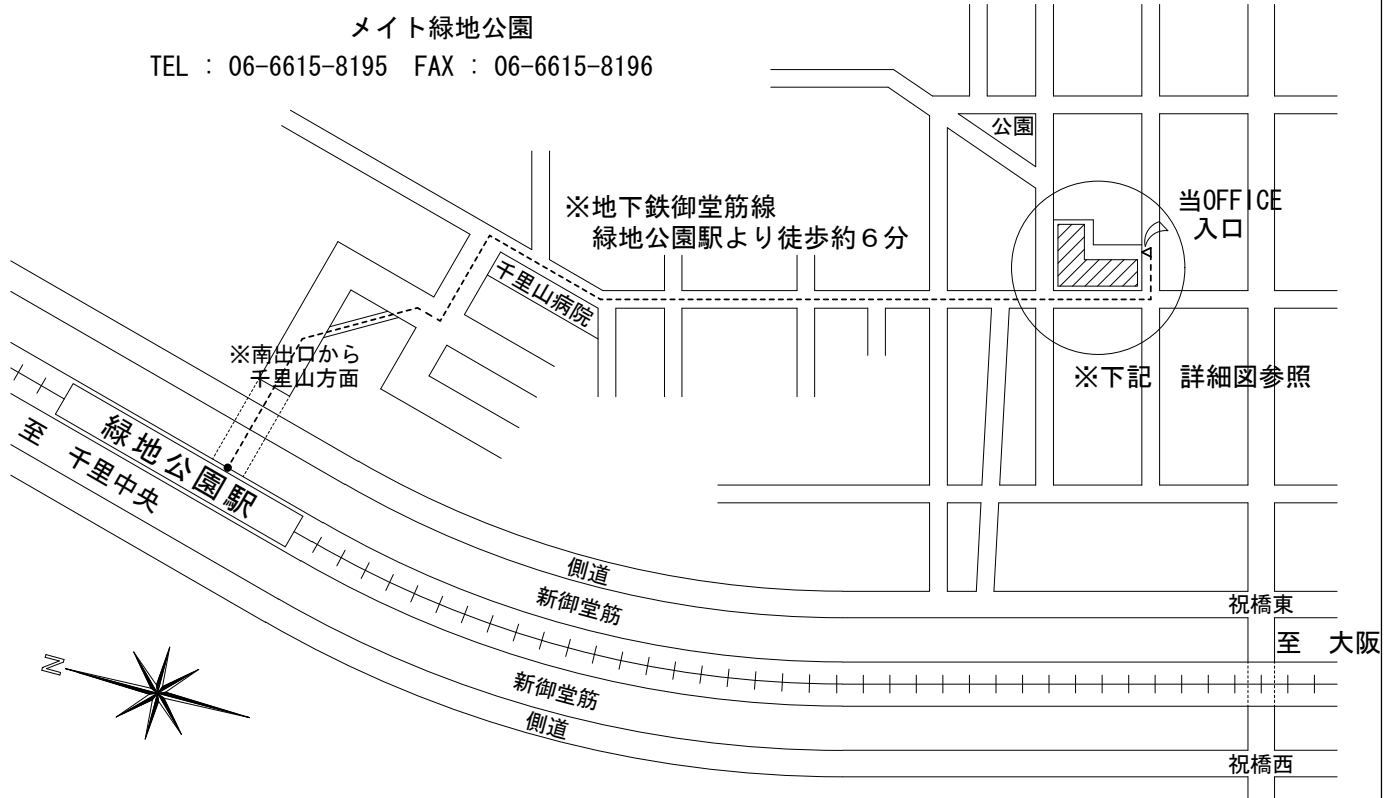 メイト緑地公園
TEL : 06-6615-8195 FAX : 06-6615-8196
公園
※地下鉄御堂筋線
緑地公園駅より徒歩約６分
当OFFICE
入口
千里山病院
※南出口から
千里山方面
※下記　詳細図参照
緑地公園駅
至　千里中央
側道
新御堂筋
祝橋東
至　大阪
N
新御堂筋
側道
祝橋西